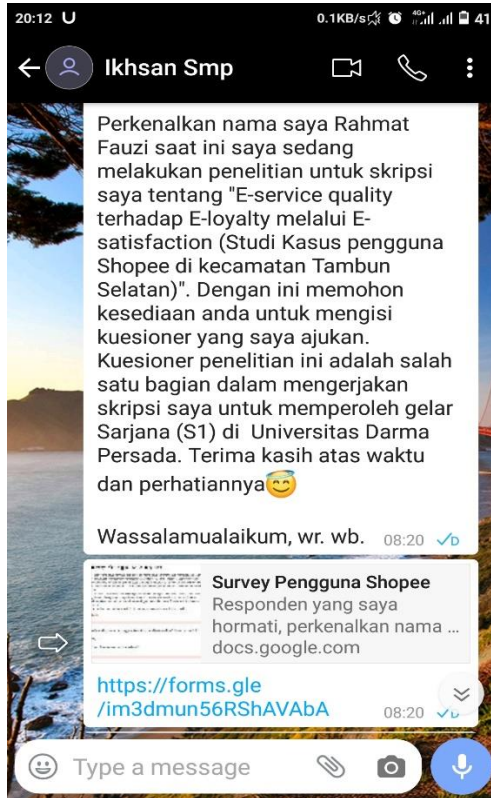 20:12 U 0.1KB/s 4G+ 41
Ikhsan Smp
Perkenalkan nama saya Rahmat
Fauzi saat ini saya sedang
melakukan penelitian untuk skripsi
saya tentang "E-service quality
terhadap E-loyalty melalui E-
satisfaction (Studi Kasus pengguna
Shopee di kecamatan Tambun
Selatan)". Dengan ini memohon
kesediaan anda untuk mengisi
kuesioner yang saya ajukan.
Kuesioner penelitian ini adalah salah
satu bagian dalam mengerjakan
skripsi saya untuk memperoleh gelar
Sarjana (S1) di  Universitas Darma
Persada. Terima kasih atas waktu
dan perhatiannya😇
Wassalamualaikum, wr. wb. 08:20
Survey Pengguna Shopee
Responden yang saya
hormati, perkenalkan nama ...
docs.google.com
https://forms.gle
/im3dmun56RShAVAbA 08:20
Type a message